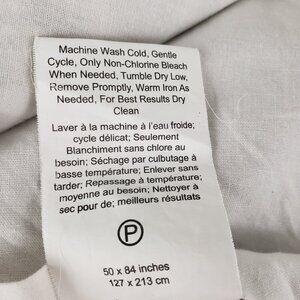 Machine Wash Cold, Gentle
Cycle, Only Non-Chlorine Bleach
When Needed, Tumble Dry Low,
Remove Promptly, Warm Iron As
Needed, For Best Results Dry
Clean
Laver à la machine à l'eau froide;
cycle délicat; Seulement
Blanchiment sans chlore au
besoin; Séchage par culbutage à
basse température; Enlever sans
tarder; Repassage à température
moyenne au besoin; Nettoyer à
sec pour de; meilleurs résultats
P
50 x 84 inches
127 x 213 cm